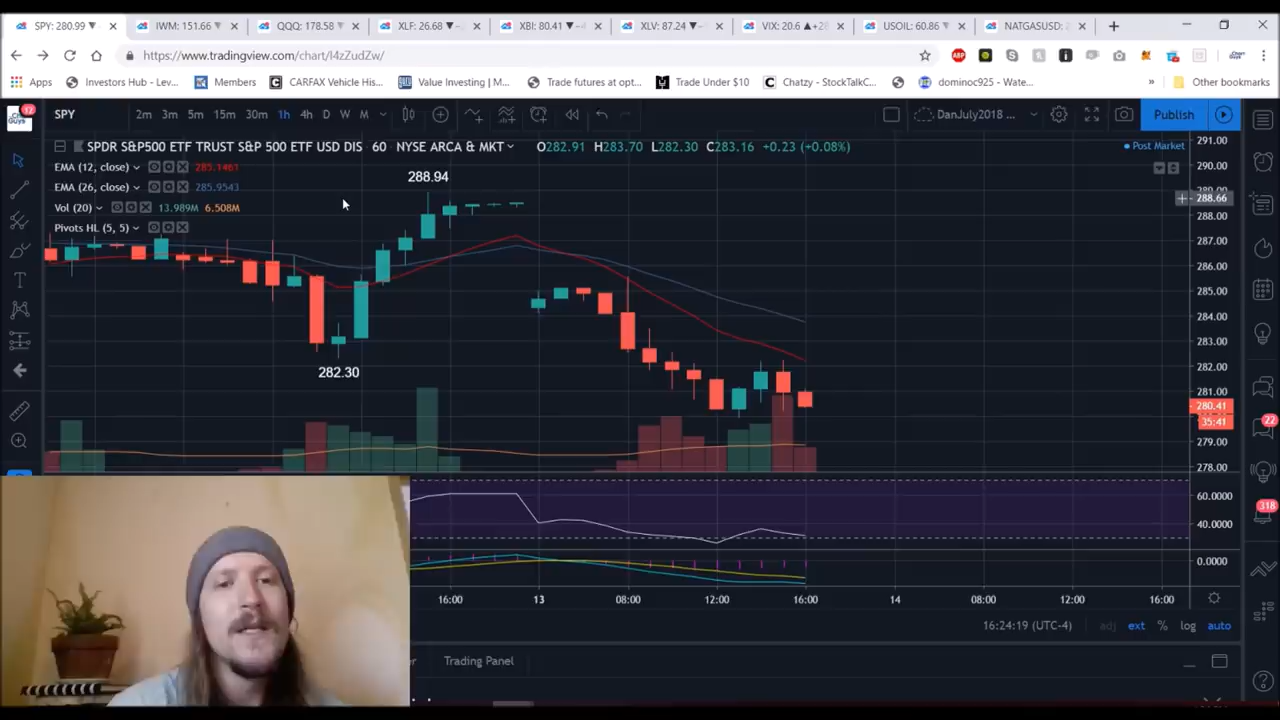 SPY: 280.99 ▼ IWM: 151.66 ▼ QQQ: 178.58 ▼ XLF: 26.68 ▼ XBI: 80.41 ▼ XLV: 87.24 ▼ VIX: 20.6 ▲+28 USOIL: 60.86 ▼ NATGASUSD: 2.
https://www.tradingview.com/chart/l4zZudZw/
Apps Investors Hub - Lev... Members CARFAX Vehicle His... Value Investing | M... Trade futures at opt... Trade Under $10 Chatzy - StockTalkC... dominoc925 - Wate... » Other bookmarks
SPY 2m 3m 5m 15m 30m 1h 4h D W M DanJuly2018 Publish
SPDR S&P500 ETF TRUST S&P 500 ETF USD DIS 60 NYSE ARCA & MKT O282.91 H283.70 L282.30 C283.16 +0.23 (+0.08%)
Post Market
EMA (12, close) 285.1461
EMA (26, close) 285.9543
Vol (20) 13.989M 6.508M
Pivots HL (5, 5)
288.94
282.30
291.00
290.00
288.66
288.00
287.00
286.00
285.00
284.00
283.00
282.00
281.00
280.41
35:41
279.00
278.00
60.0000
40.0000
0.0000
22
318
16:00 13 08:00 12:00 16:00 14 08:00 12:00 16:00
16:24:19 (UTC-4) adj ext % log auto
Trading Panel